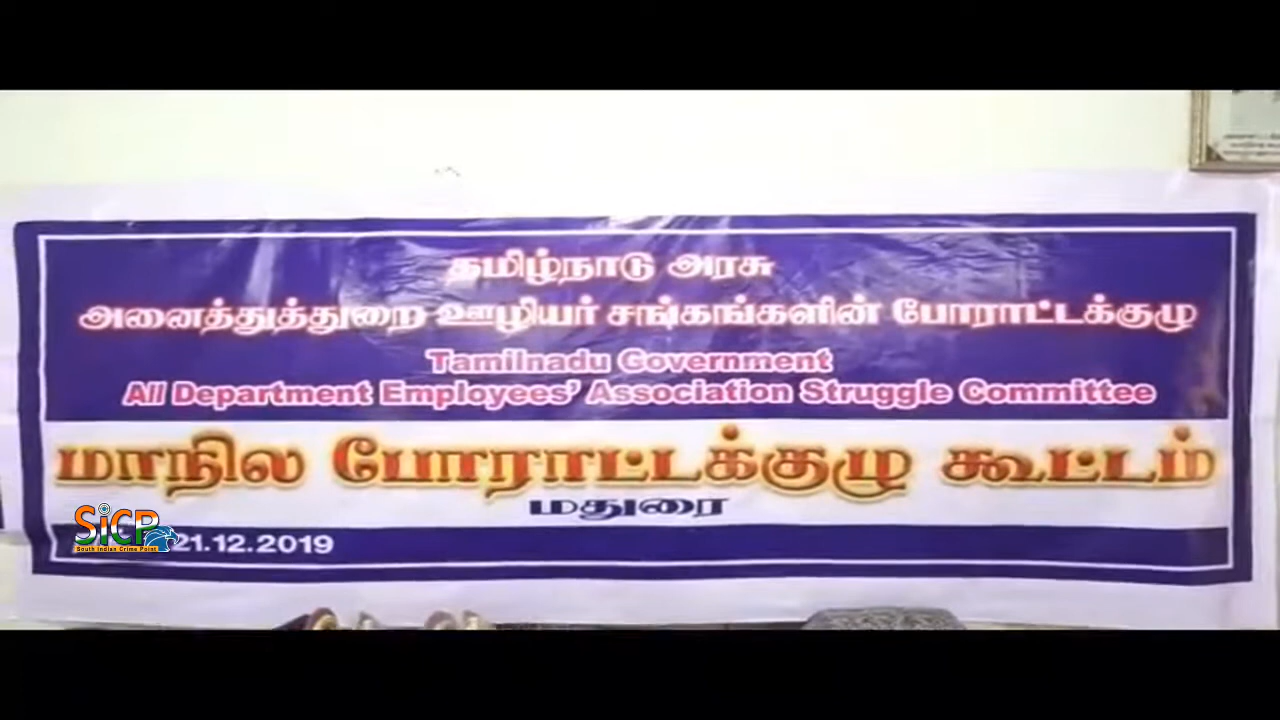 தமிழ்நாடு அரசு
அனைத்துத்துறை ஊழியர் சங்கங்களின் போராட்டக்குழு
Tamilnadu Government
All Department Employees' Association Struggle Committee
மாநில போராட்டக்குழு கூட்டம்
மதுரை
SiCP
South Indian Crime Point
21.12.2019